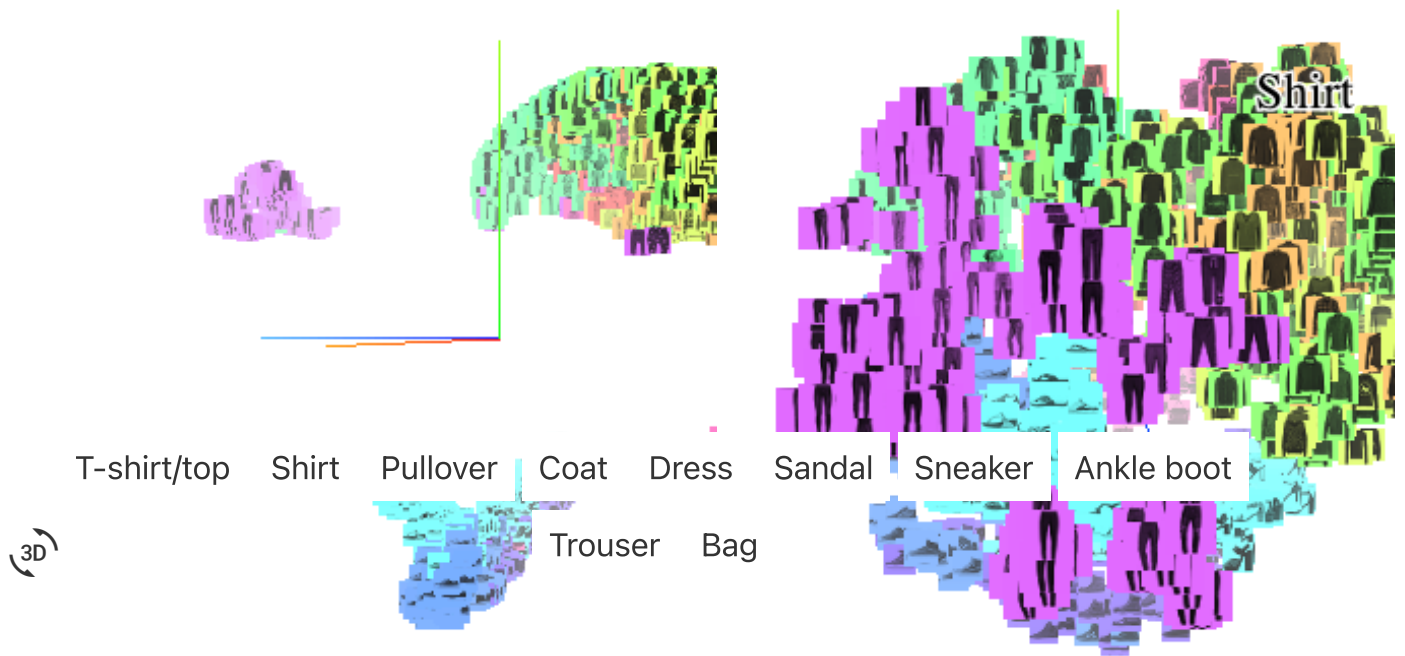 Shirt
T-shirt/top Shirt Pullover Coat Dress Sandal Sneaker Ankle boot
Trouser Bag
3D